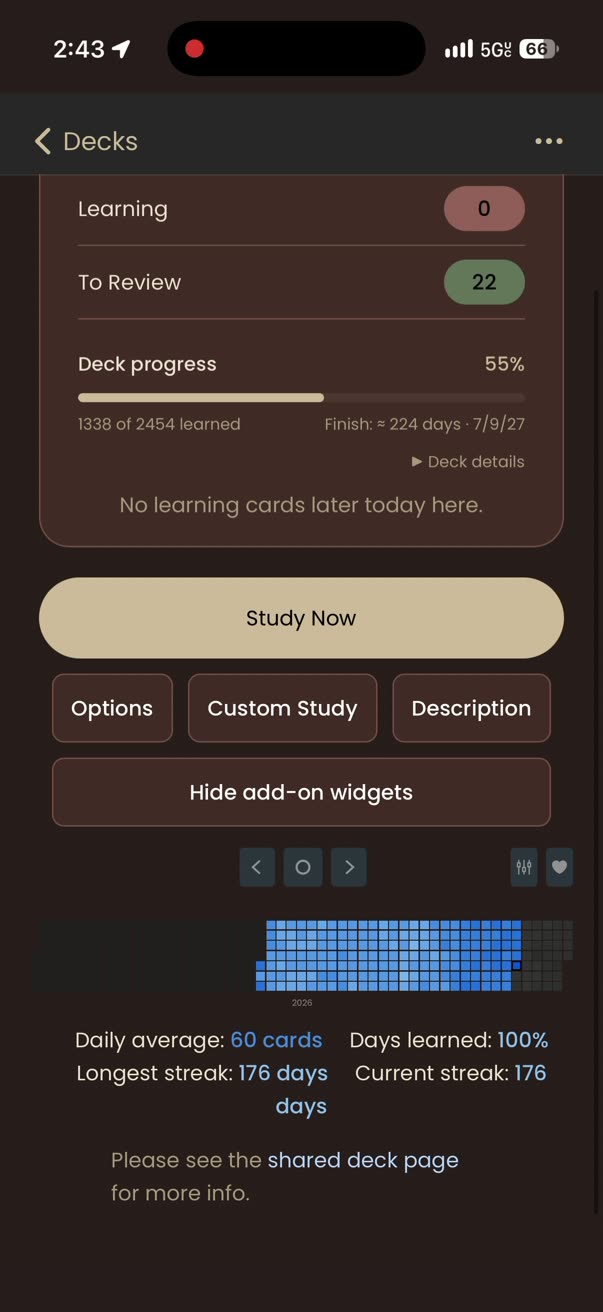 2:43
5GUC 66
Decks
Learning 0
To Review 22
Deck progress 55%
1338 of 2454 learned Finish: ≈ 224 days · 7/9/27
▶ Deck details
No learning cards later today here.
Study Now
Options Custom Study Description
Hide add-on widgets
2026
Daily average: 60 cards Days learned: 100%
Longest streak: 176 days Current streak: 176
days
Please see the shared deck page
for more info.